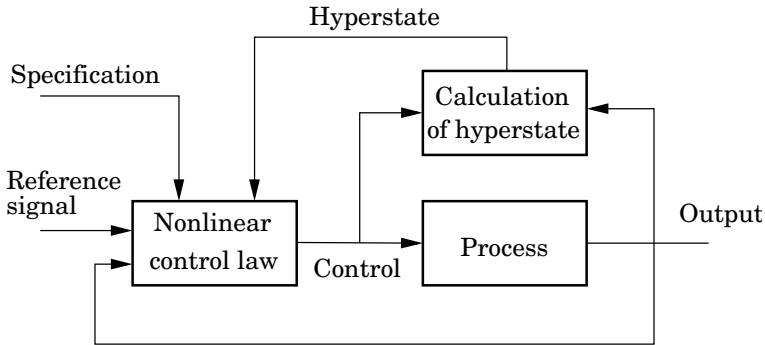 Hyperstate
Specification
Calculation
of hyperstate
Reference
signal
Nonlinear
control law
Control
Process
Output